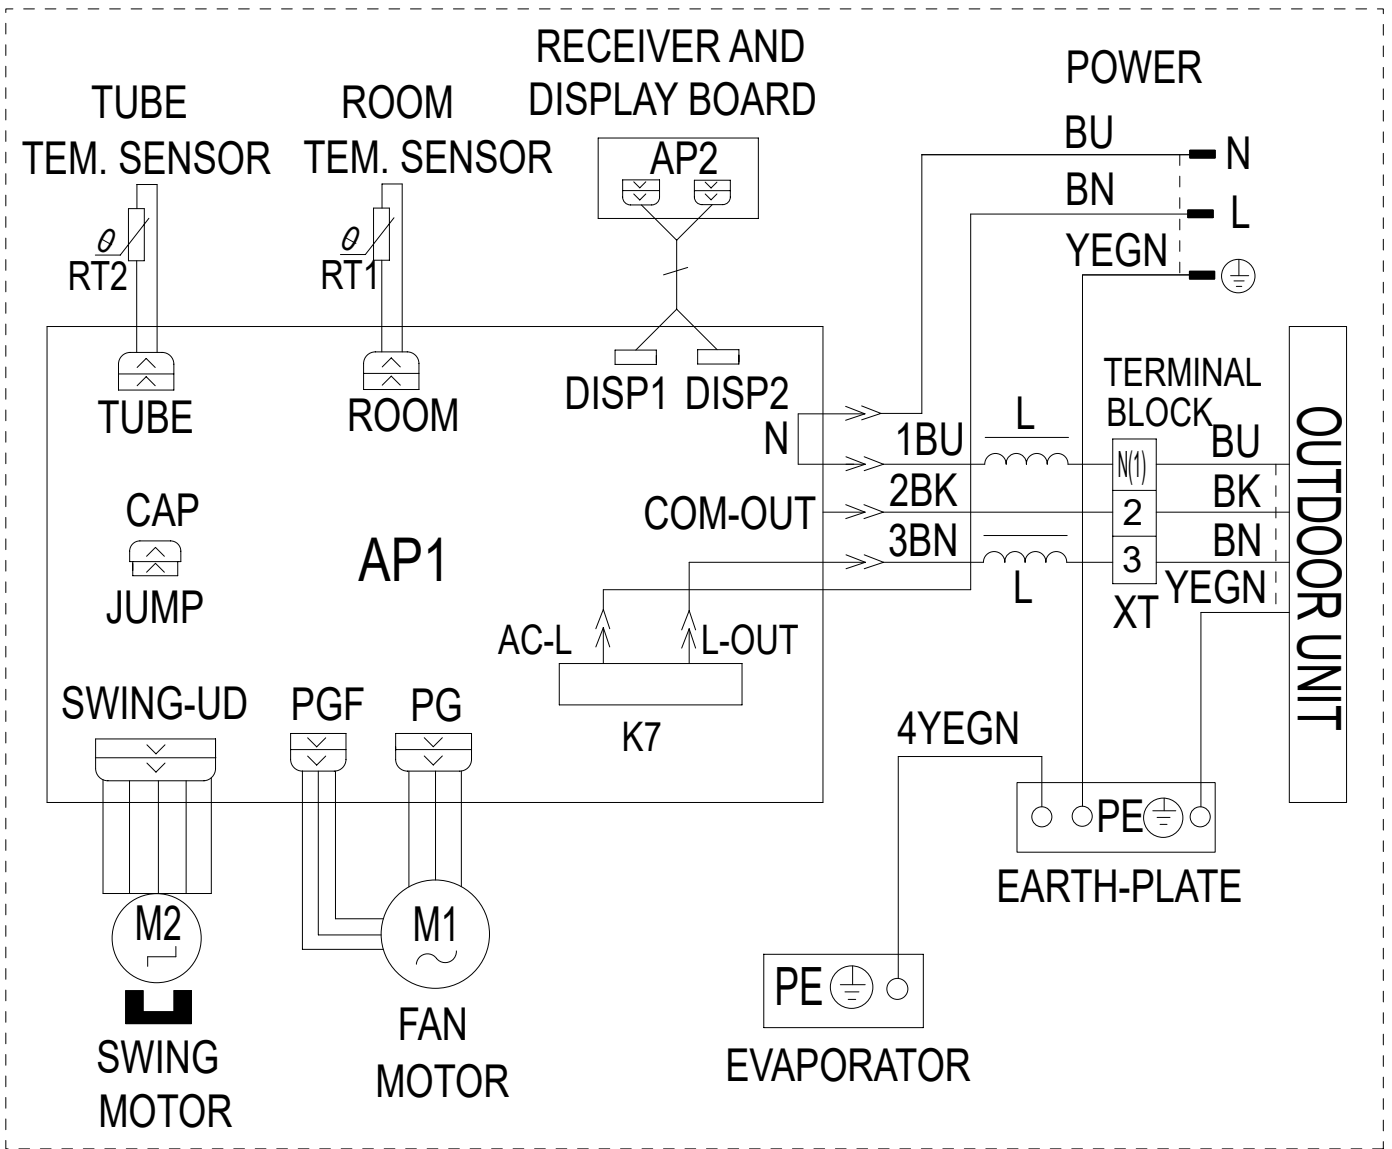 RECEIVER AND
DISPLAY BOARD
AP2
POWER
TUBE
TEM. SENSOR
ROOM
TEM. SENSOR
BU
N
BN
L
YEGN
θ
RT2
θ
RT1
TUBE
ROOM
DISP1
DISP2
N
TERMINAL
BLOCK
1BU
L
N(1)
BU
2BK
2
BK
COM-OUT
3BN
L
3
BN
XT
YEGN
OUTDOOR UNIT
CAP
JUMP
AP1
AC-L
L-OUT
K7
SWING-UD
PGF
PG
4YEGN
PE
EARTH-PLATE
M2
M1
SWING
MOTOR
FAN
MOTOR
PE
EVAPORATOR